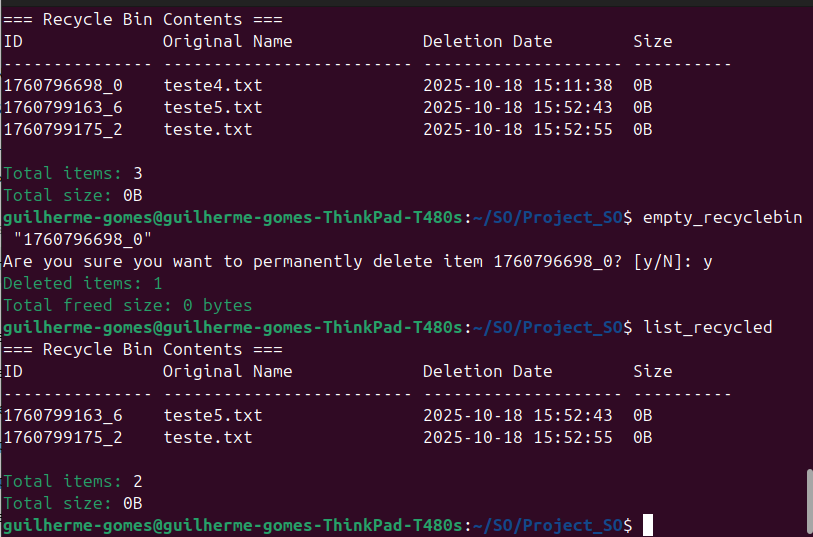 === Recycle Bin Contents ===
ID               Original Name             Deletion Date         Size
--------------- ------------------------- -------------------- ----------
1760796698_0    teste4.txt                2025-10-18 15:11:38  0B
1760799163_6    teste5.txt                2025-10-18 15:52:43  0B
1760799175_2    teste.txt                 2025-10-18 15:52:55  0B
Total items: 3
Total size: 0B
guilherme-gomes@guilherme-gomes-ThinkPad-T480s:~/SO/Project_SO$ empty_recyclebin
 "1760796698_0"
Are you sure you want to permanently delete item 1760796698_0? [y/N]: y
Deleted items: 1
Total freed size: 0 bytes
guilherme-gomes@guilherme-gomes-ThinkPad-T480s:~/SO/Project_SO$ list_recycled
=== Recycle Bin Contents ===
ID               Original Name             Deletion Date         Size
--------------- ------------------------- -------------------- ----------
1760799163_6    teste5.txt                2025-10-18 15:52:43  0B
1760799175_2    teste.txt                 2025-10-18 15:52:55  0B
Total items: 2
Total size: 0B
guilherme-gomes@guilherme-gomes-ThinkPad-T480s:~/SO/Project_SO$